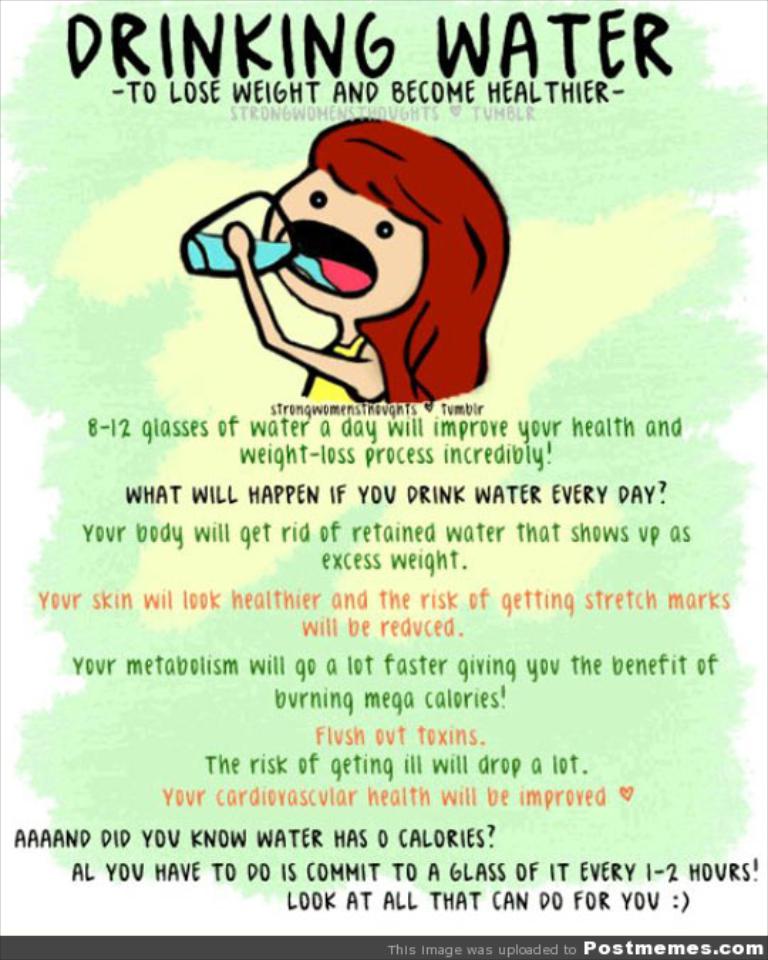 DRINKING WATER
-TO LOSE WEIGHT AND BECOME HEALTHIER-
STRONGWOMENSTHOUGHTS ♥ TUMBLR
strongwomensthoughts ♥ Tumblr
8-12 glasses of water a day will improve your health and
weight-loss process incredibly!
WHAT WILL HAPPEN IF YOU DRINK WATER EVERY DAY?
Your body will get rid of retained water that shows up as
excess weight.
Your skin wil look healthier and the risk of getting stretch marks
will be reduced.
Your metabolism will go a lot faster giving you the benefit of
burning mega calories!
Flush out toxins.
The risk of geting ill will drop a lot.
Your cardiovascular health will be improved ♥
AAAAND DID YOU KNOW WATER HAS 0 CALORIES?
AL YOU HAVE TO DO IS COMMIT TO A GLASS OF IT EVERY 1-2 HOURS!
LOOK AT ALL THAT CAN DO FOR YOU :)
This image was uploaded to Postmemes.com